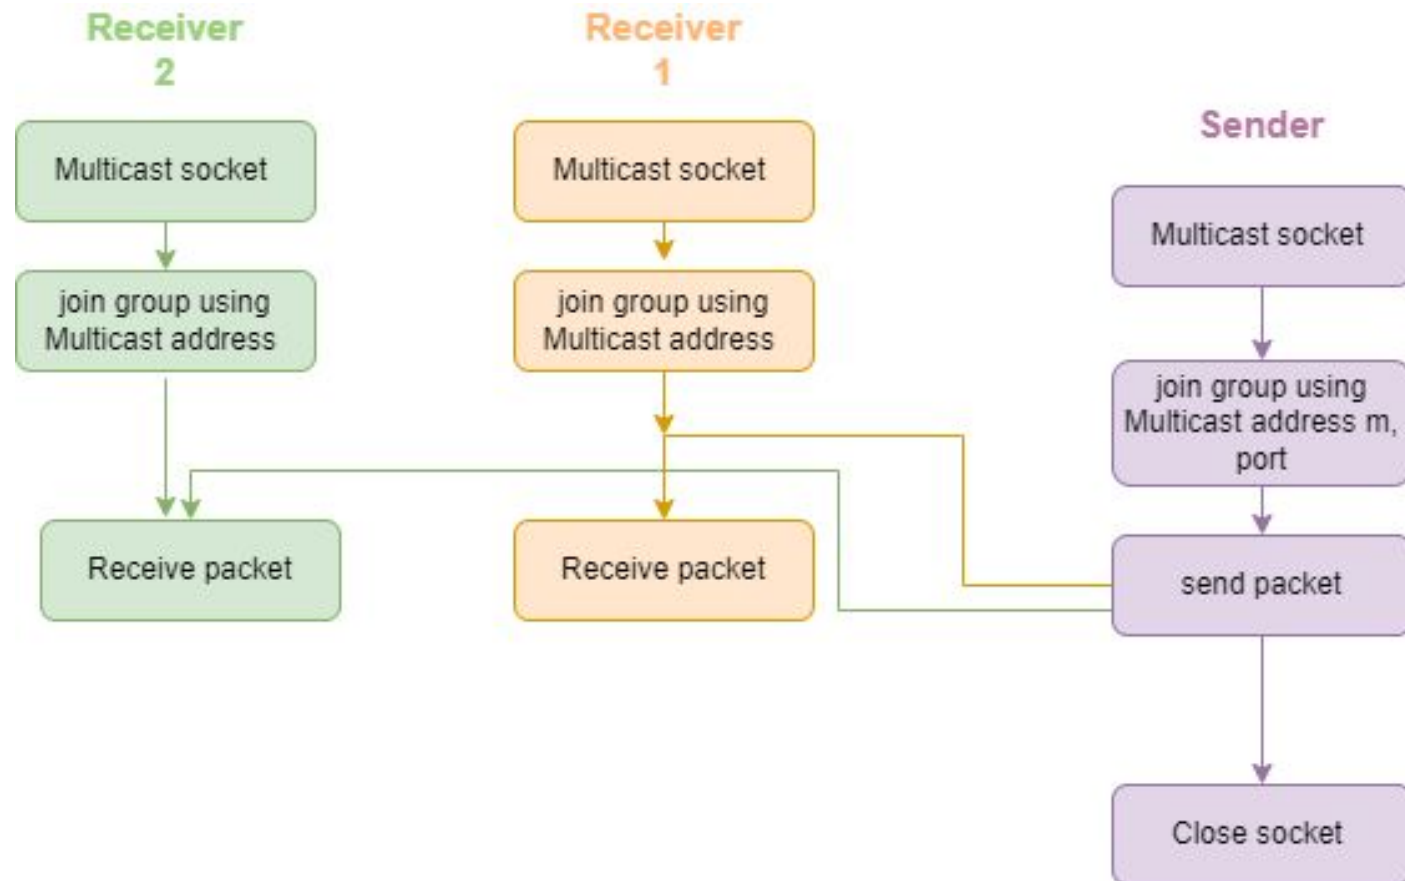 Receiver
2
Multicast socket
join group using
Multicast address
Receive packet
Receiver
1
Multicast socket
join group using
Multicast address
Receive packet
Sender
Multicast socket
join group using
Multicast address m,
port
send packet
Close socket